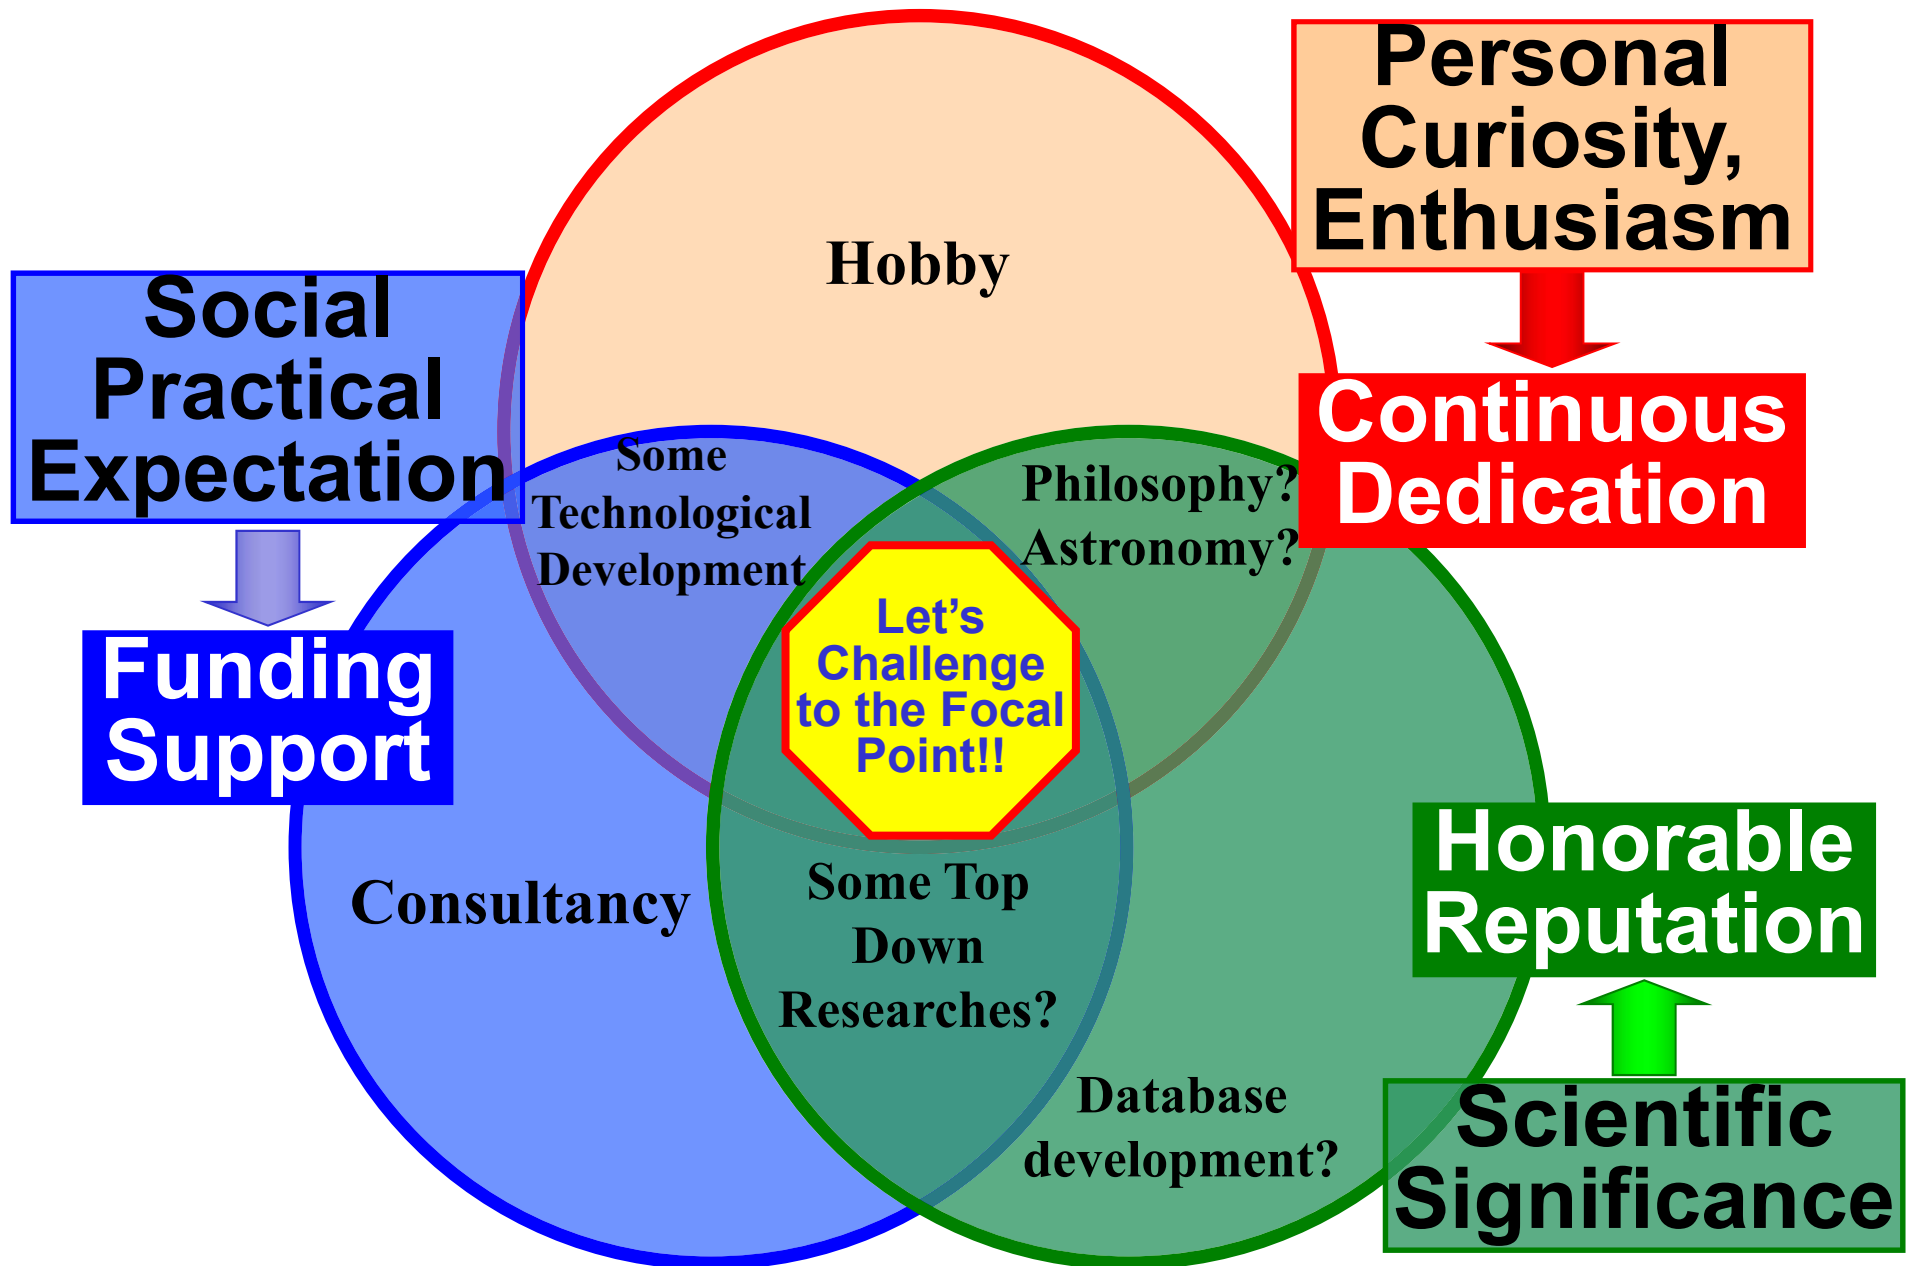 Personal
Curiosity,
Enthusiasm
Hobby
Social
Practical
Expectation
Continuous
Dedication
Some
Technological
Development
Philosophy?
Astronomy?
Let’s
Challenge
to the Focal
Point!!
Funding
Support
Honorable
Reputation
Consultancy
Some Top
Down
Researches?
Database
development?
Scientific
Significance